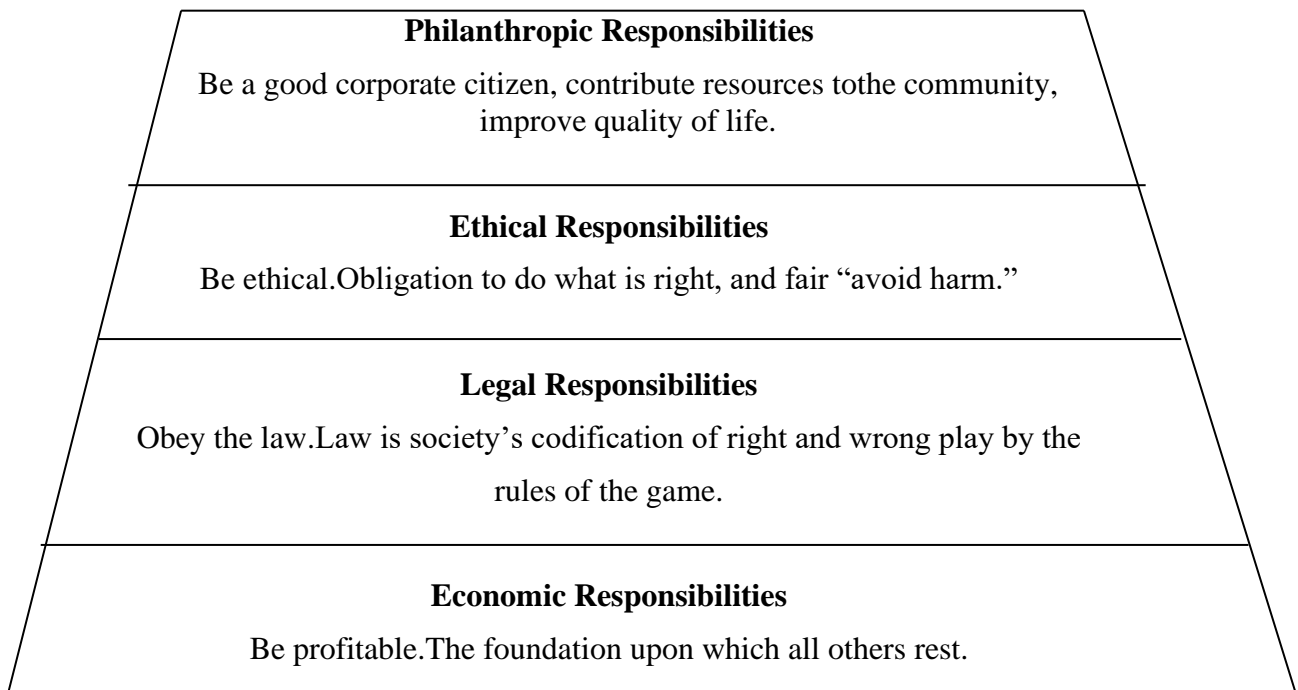 Philanthropic Responsibilities
Be a good corporate citizen, contribute resources tothe community,
improve quality of life.
Ethical Responsibilities
Be ethical.Obligation to do what is right, and fair “avoid harm.”
Legal Responsibilities
Obey the law.Law is society’s codification of right and wrong play by the
rules of the game.
Economic Responsibilities
Be profitable.The foundation upon which all others rest.